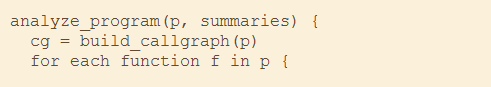 analyze_program(p, summaries) {
cg = build_callgraph(p)
for each function f in p {